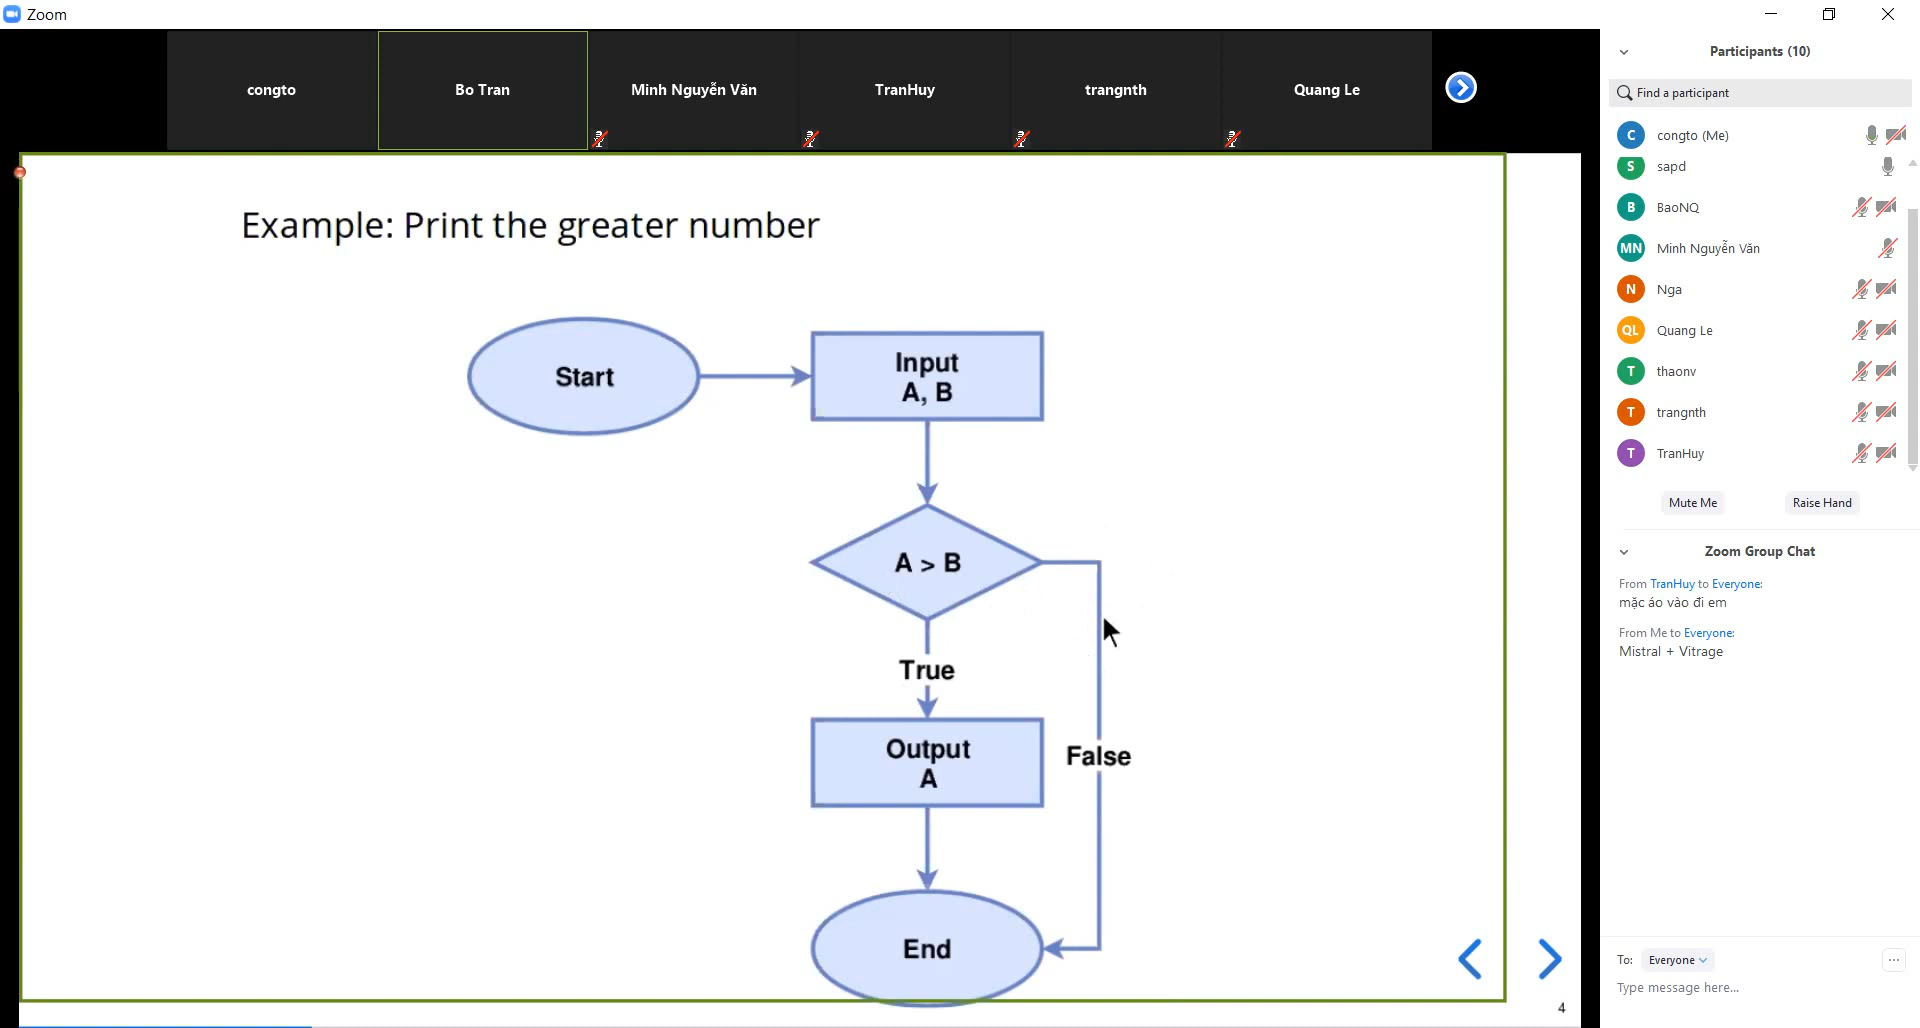 Zoom
congto
Bo Tran
Minh Nguyễn Văn
TranHuy
trangnth
Quang Le
Example: Print the greater number
Start
Input
A, B
A > B
True
Output
A
False
End
4
Participants (10)
Find a participant
C congto (Me)
S sapd
B BaoNQ
MN Minh Nguyễn Văn
N Nga
QL Quang Le
T thaonv
T trangnth
T TranHuy
Mute Me Raise Hand
Zoom Group Chat
From TranHuy to Everyone:
mặc áo vào đi em
From Me to Everyone:
Mistral + Vitrage
To: Everyone
Type message here...